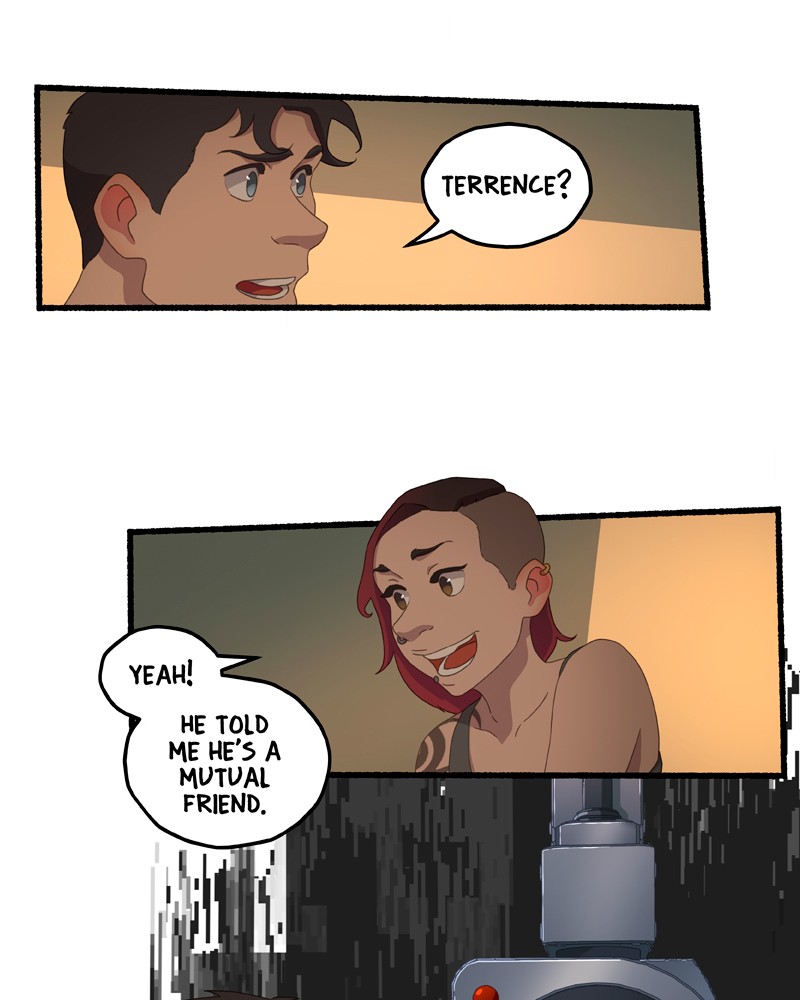 TERRENCE?
YEAH!
HE TOLD
ME HE'S A
MUTUAL
FRIEND.